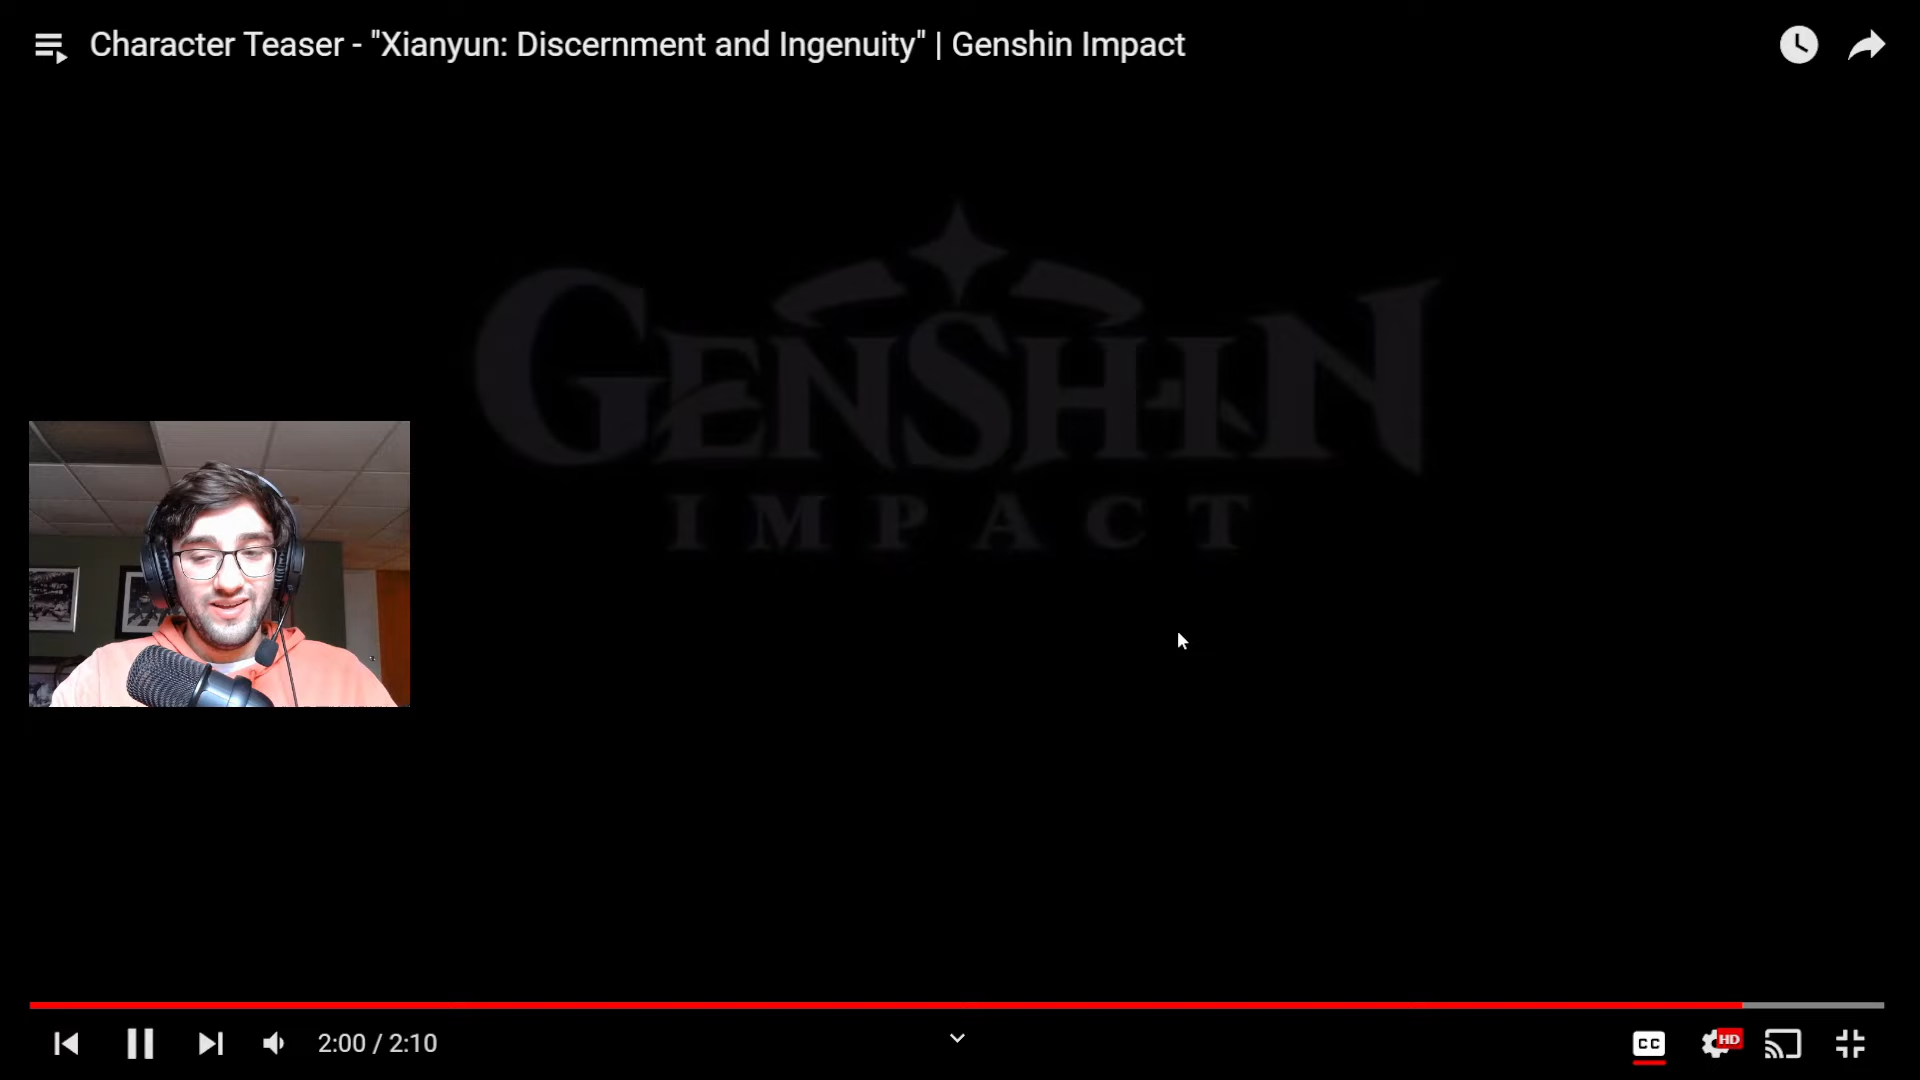 Character Teaser - "Xianyun: Discernment and Ingenuity" | Genshin Impact
GENSHIN
IMPACT
2:00 / 2:10
CC
HD